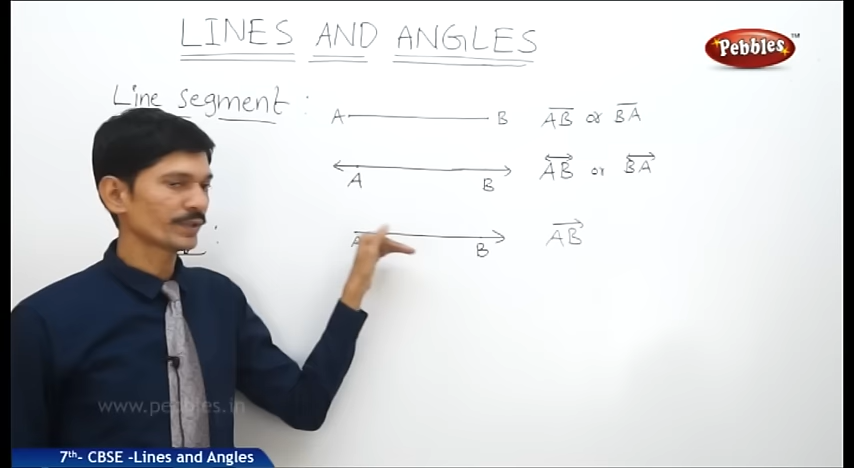 LINES AND ANGLES
Pebbles™
Line segment :
A B AB or BA
A B AB or BA
:
A B AB
www.pebbles.in
7th- CBSE -Lines and Angles